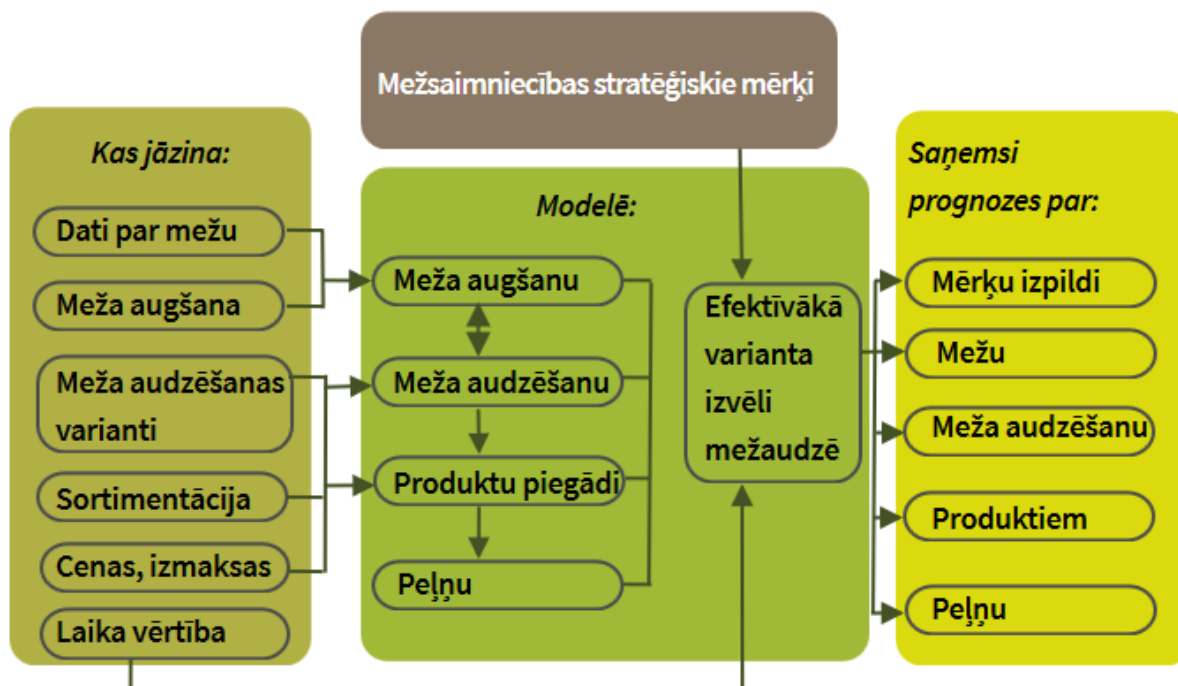 Mežsaimniecības stratēģiskie mērķi
Kas jāzina:
Dati par mežu
Meža augšana
Meža audzēšanas
varianti
Sortimentācija
Cenas, izmaksas
Laika vērtība
Modelē:
Meža augšanu
Meža audzēšanu
Produktu piegādi
Peļņu
Efektīvākā
varianta
izvēli
mežaudzē
Saņemsi
prognozes par:
Mērķu izpildi
Mežu
Meža audzēšanu
Produktiem
Peļņu